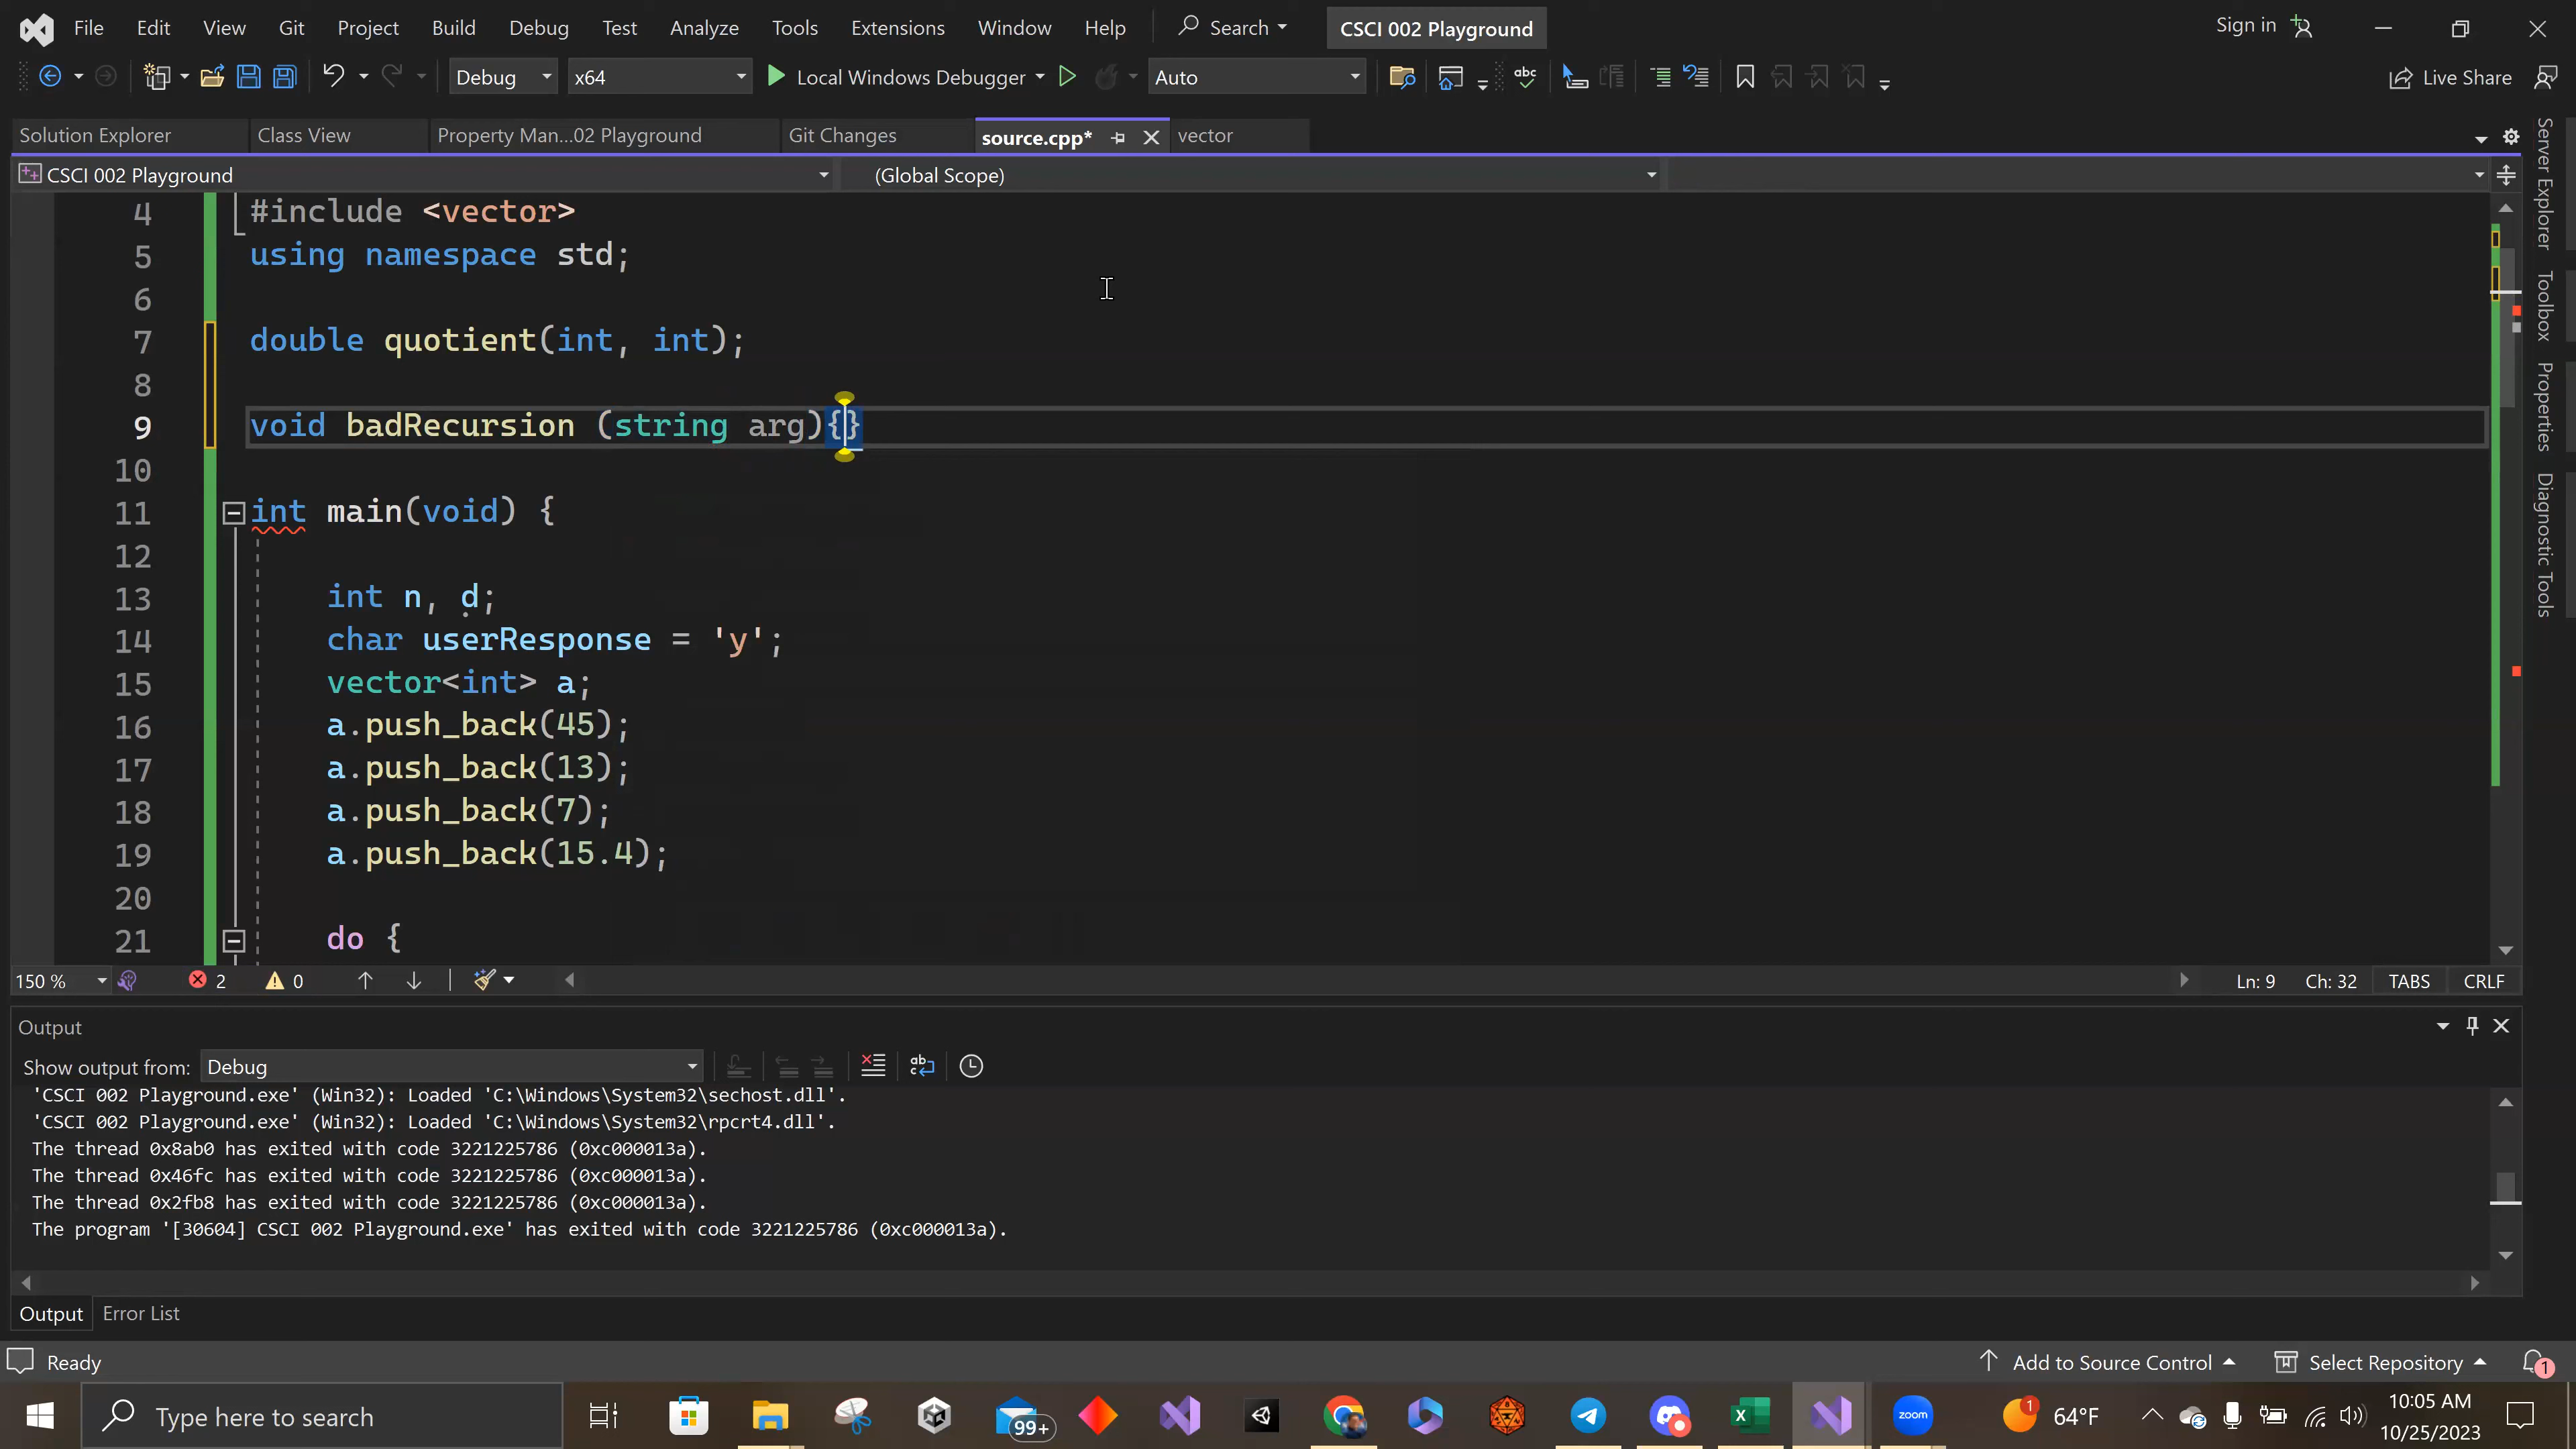 File Edit View Git Project Build Debug Test Analyze Tools Extensions Window Help Search CSCI 002 Playground Sign in
Debug x64 Local Windows Debugger Auto Live Share
Solution Explorer Class View Property Man...02 Playground Git Changes source.cpp* vector
CSCI 002 Playground (Global Scope)
4 #include <vector>
5 using namespace std;
6
7 double quotient(int, int);
8
9 void badRecursion (string arg){}
10
11 int main(void) {
12
13 int n, d;
14 char userResponse = 'y';
15 vector<int> a;
16 a.push_back(45);
17 a.push_back(13);
18 a.push_back(7);
19 a.push_back(15.4);
20
21 do {
Server Explorer
Toolbox
Properties
Diagnostic Tools
150 % 2 0 Ln: 9 Ch: 32 TABS CRLF
Output
Show output from: Debug
'CSCI 002 Playground.exe' (Win32): Loaded 'C:\Windows\System32\sechost.dll'.
'CSCI 002 Playground.exe' (Win32): Loaded 'C:\Windows\System32\rpcrt4.dll'.
The thread 0x8ab0 has exited with code 3221225786 (0xc000013a).
The thread 0x46fc has exited with code 3221225786 (0xc000013a).
The thread 0x2fb8 has exited with code 3221225786 (0xc000013a).
The program '[30604] CSCI 002 Playground.exe' has exited with code 3221225786 (0xc000013a).
Output Error List
Ready Add to Source Control Select Repository 1
Type here to search 99+ zoom 1 64°F 10:05 AM
10/25/2023